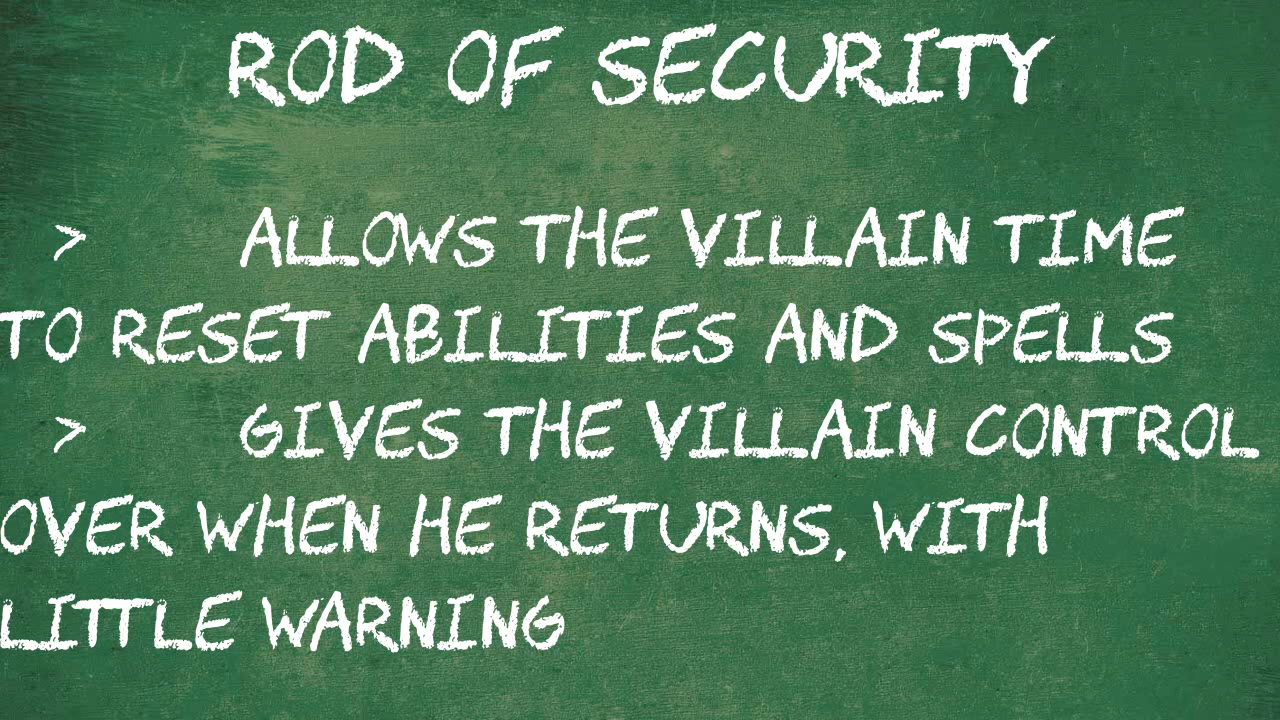 ROD OF SECURITY
> ALLOWS THE VILLAIN TIME
TO RESET ABILITIES AND SPELLS
> GIVES THE VILLAIN CONTROL
OVER WHEN HE RETURNS, WITH
LITTLE WARNING